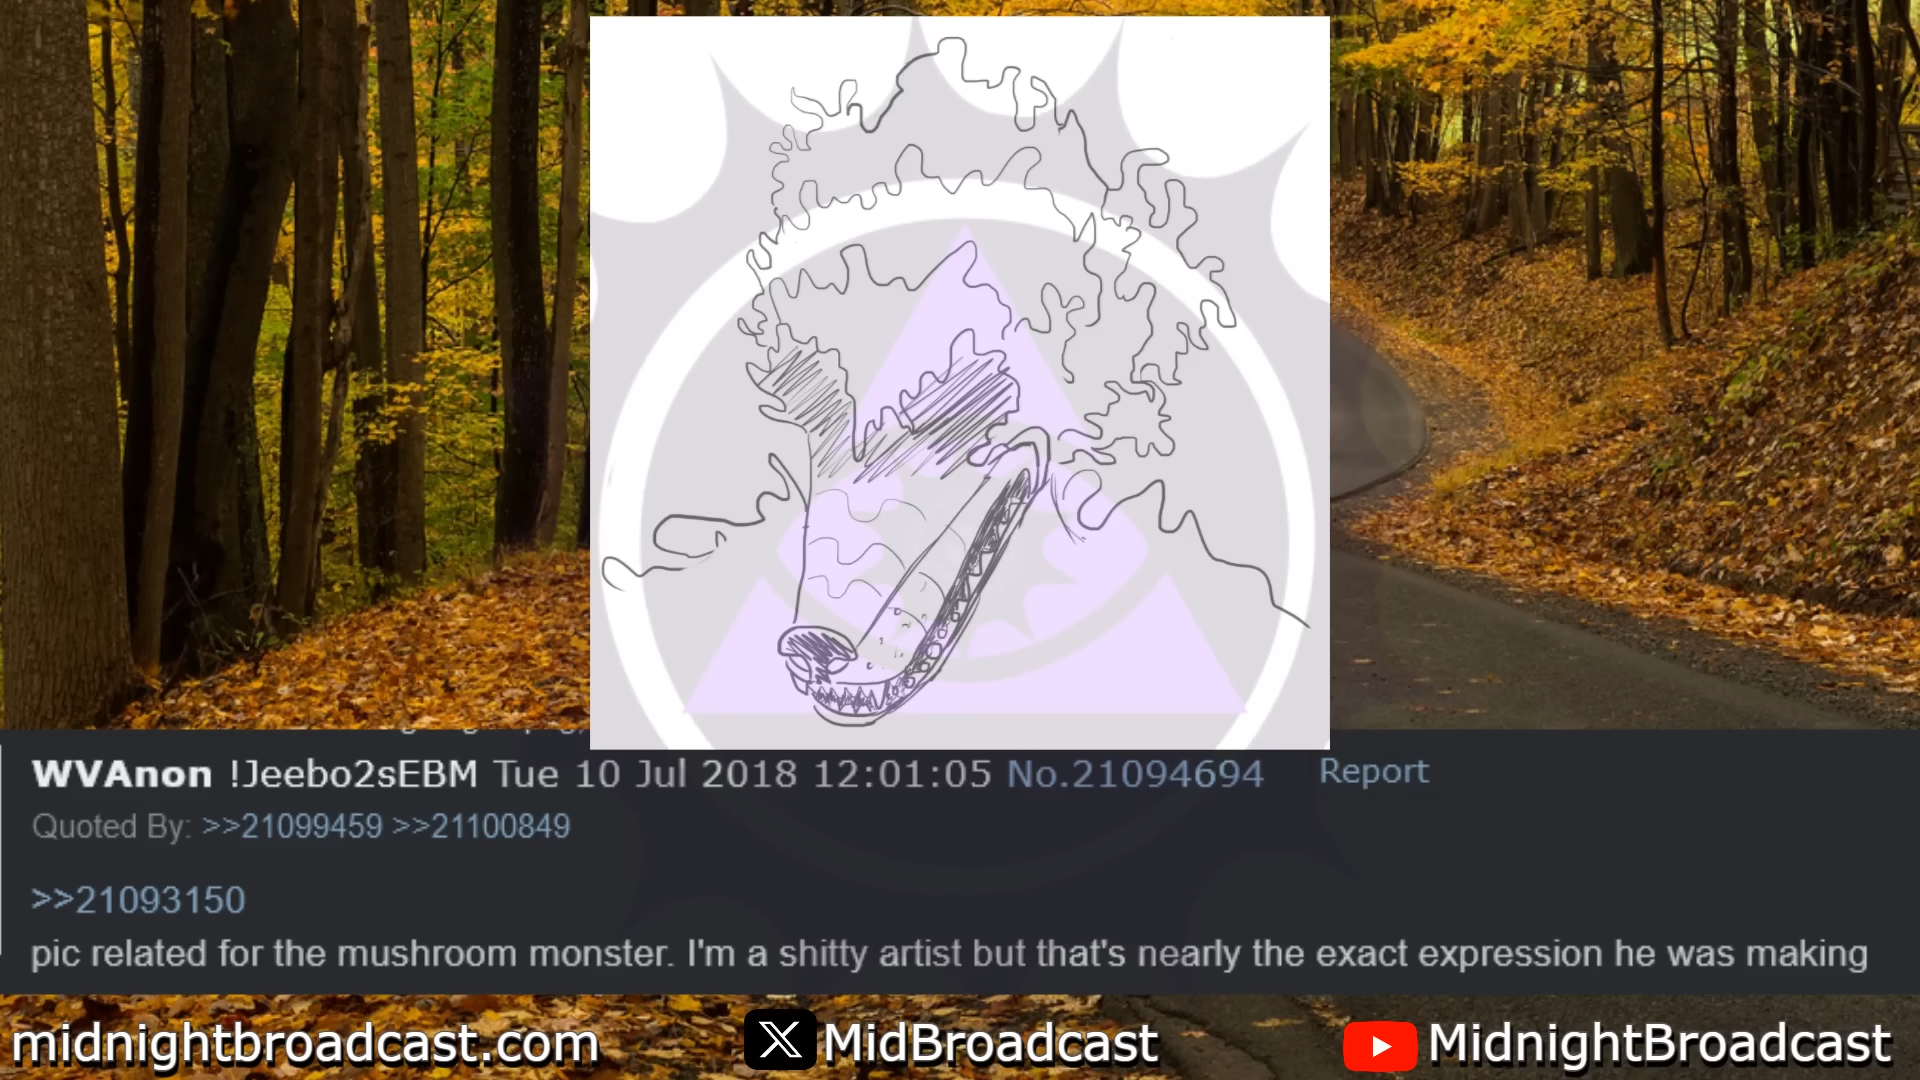 WVAnon !Jeebo2sEBM Tue 10 Jul 2018 12:01:05 No.21094694 Report
Quoted By: >>21099459 >>21100849
>>21093150
pic related for the mushroom monster. I'm a shitty artist but that's nearly the exact expression he was making
midnightbroadcast.com MidBroadcast MidnightBroadcast